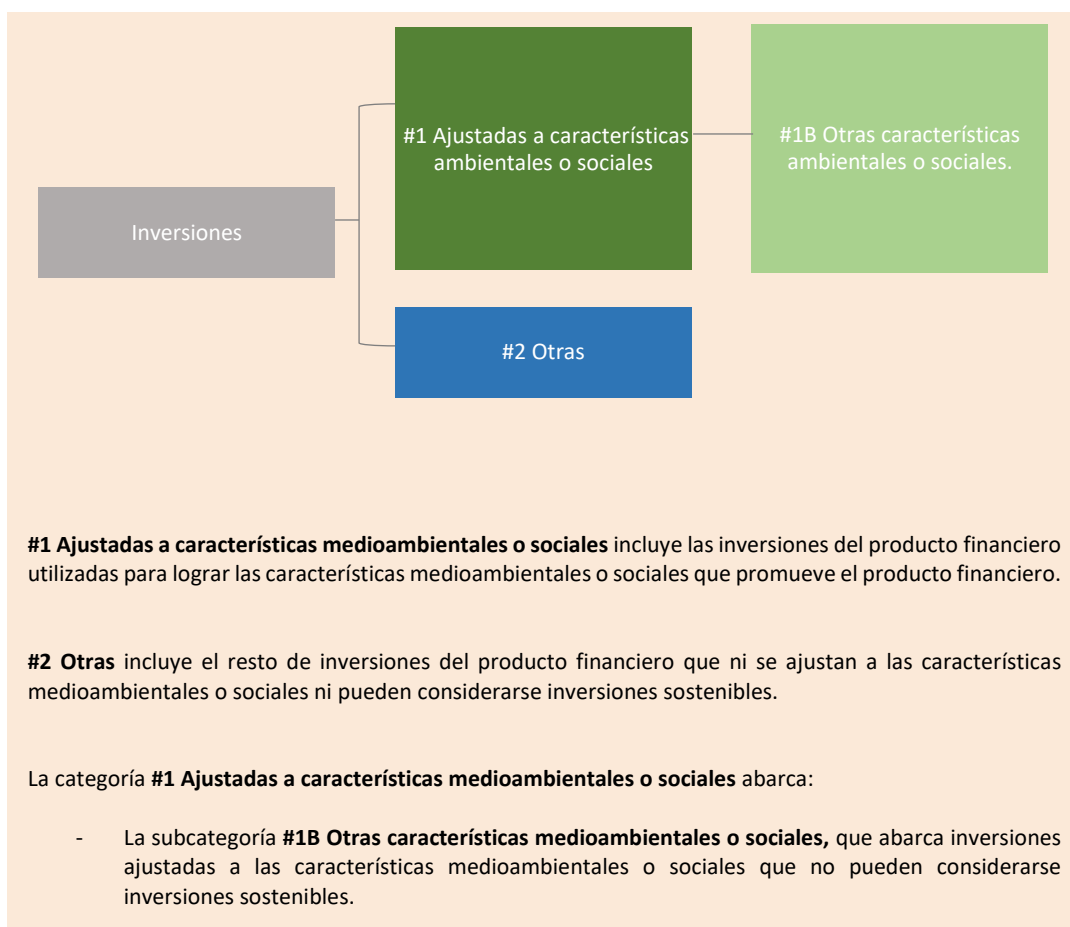 #1 Ajustadas a características
ambientales o sociales
#1B Otras características
ambientales o sociales.
Inversiones
#2 Otras
#1 Ajustadas a características medioambientales o sociales incluye las inversiones del producto financiero
utilizadas para lograr las características medioambientales o sociales que promueve el producto financiero.
#2 Otras incluye el resto de inversiones del producto financiero que ni se ajustan a las características
medioambientales o sociales ni pueden considerarse inversiones sostenibles.
La categoría #1 Ajustadas a características medioambientales o sociales abarca:
- La subcategoría #1B Otras características medioambientales o sociales, que abarca inversiones
ajustadas a las características medioambientales o sociales que no pueden considerarse
inversiones sostenibles.